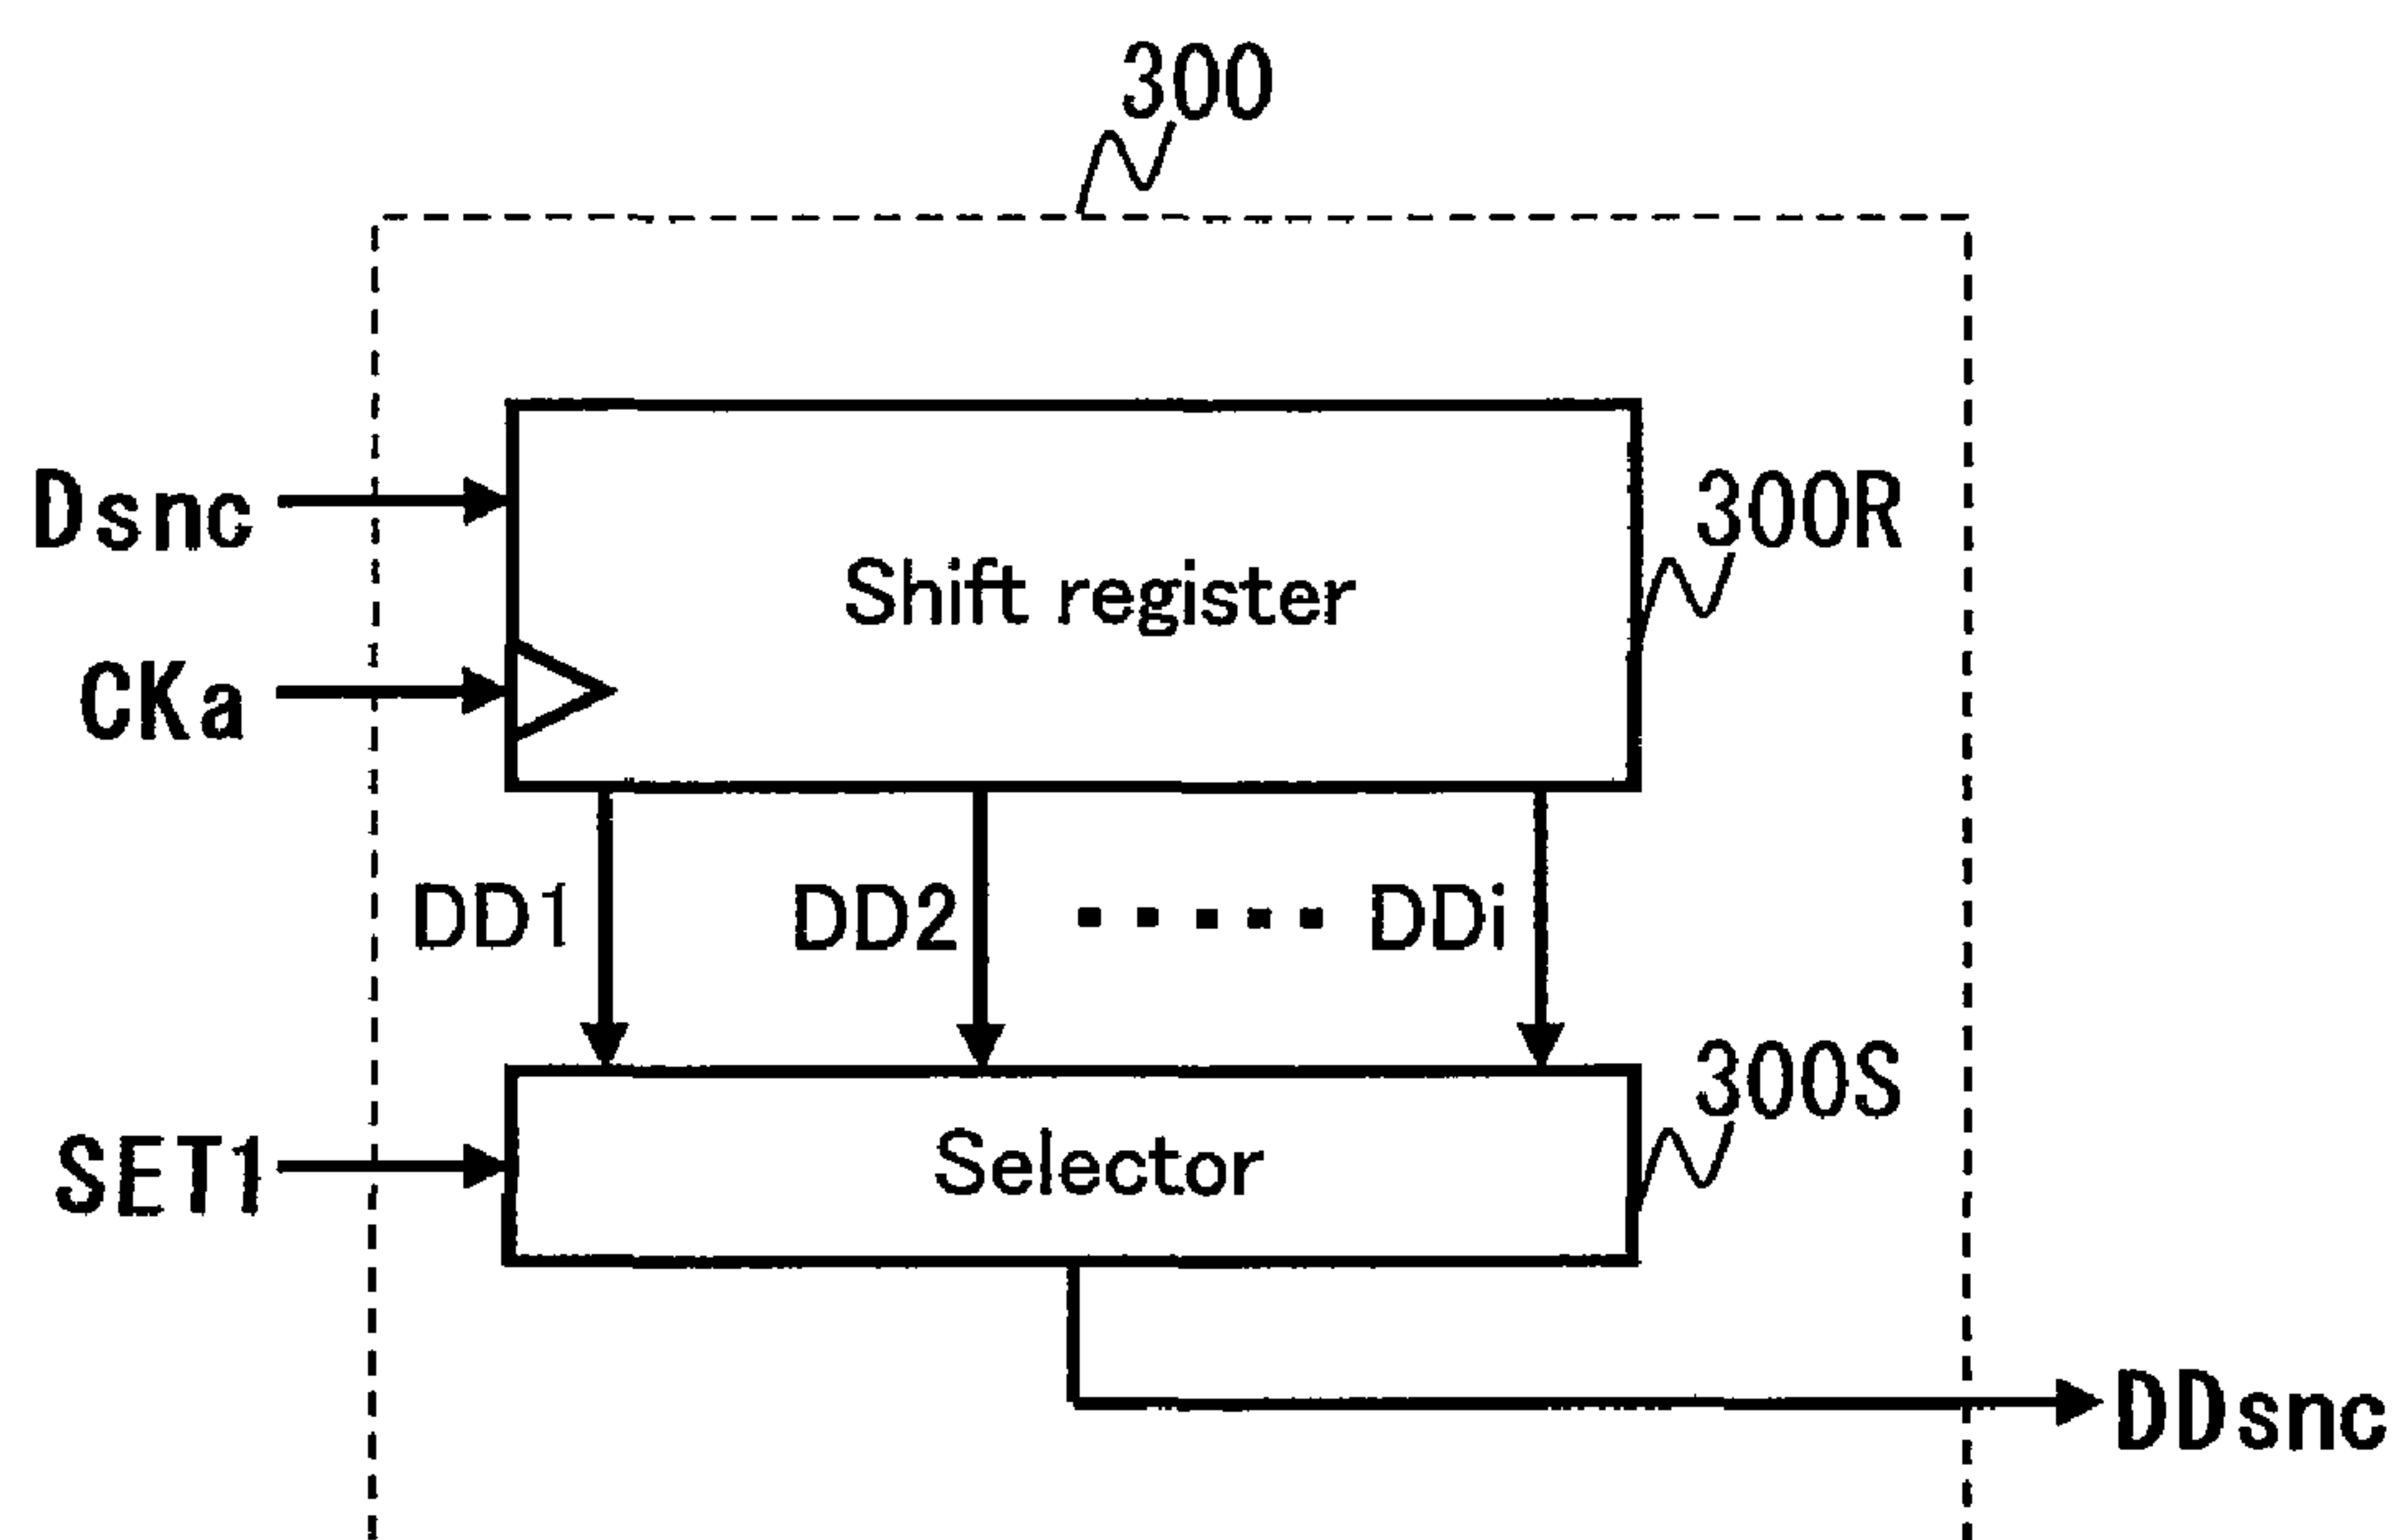 300
Dsnc
300R
Shift register
CKa
DD1 DD2 ····· DDi
300S
SET1
Selector
DDsnc